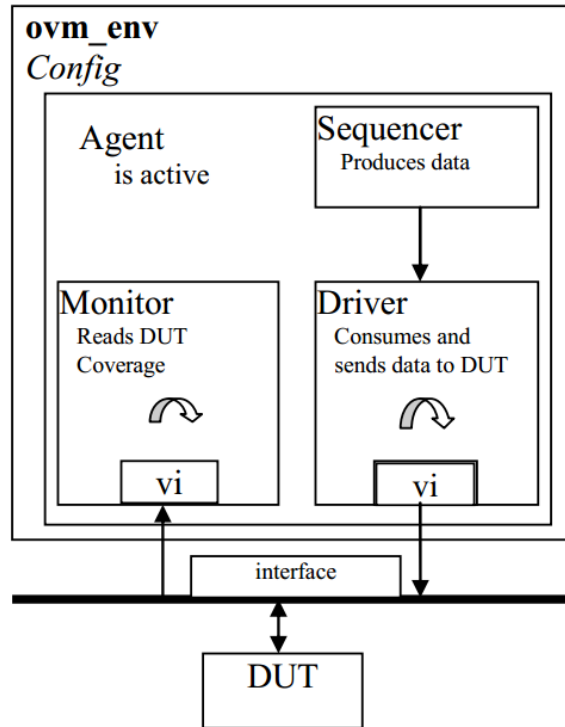 ovm_env
Config
Agent
is active
Sequencer
Produces data
Monitor
Reads DUT
Coverage
vi
Driver
Consumes and
sends data to DUT
vi
interface
DUT